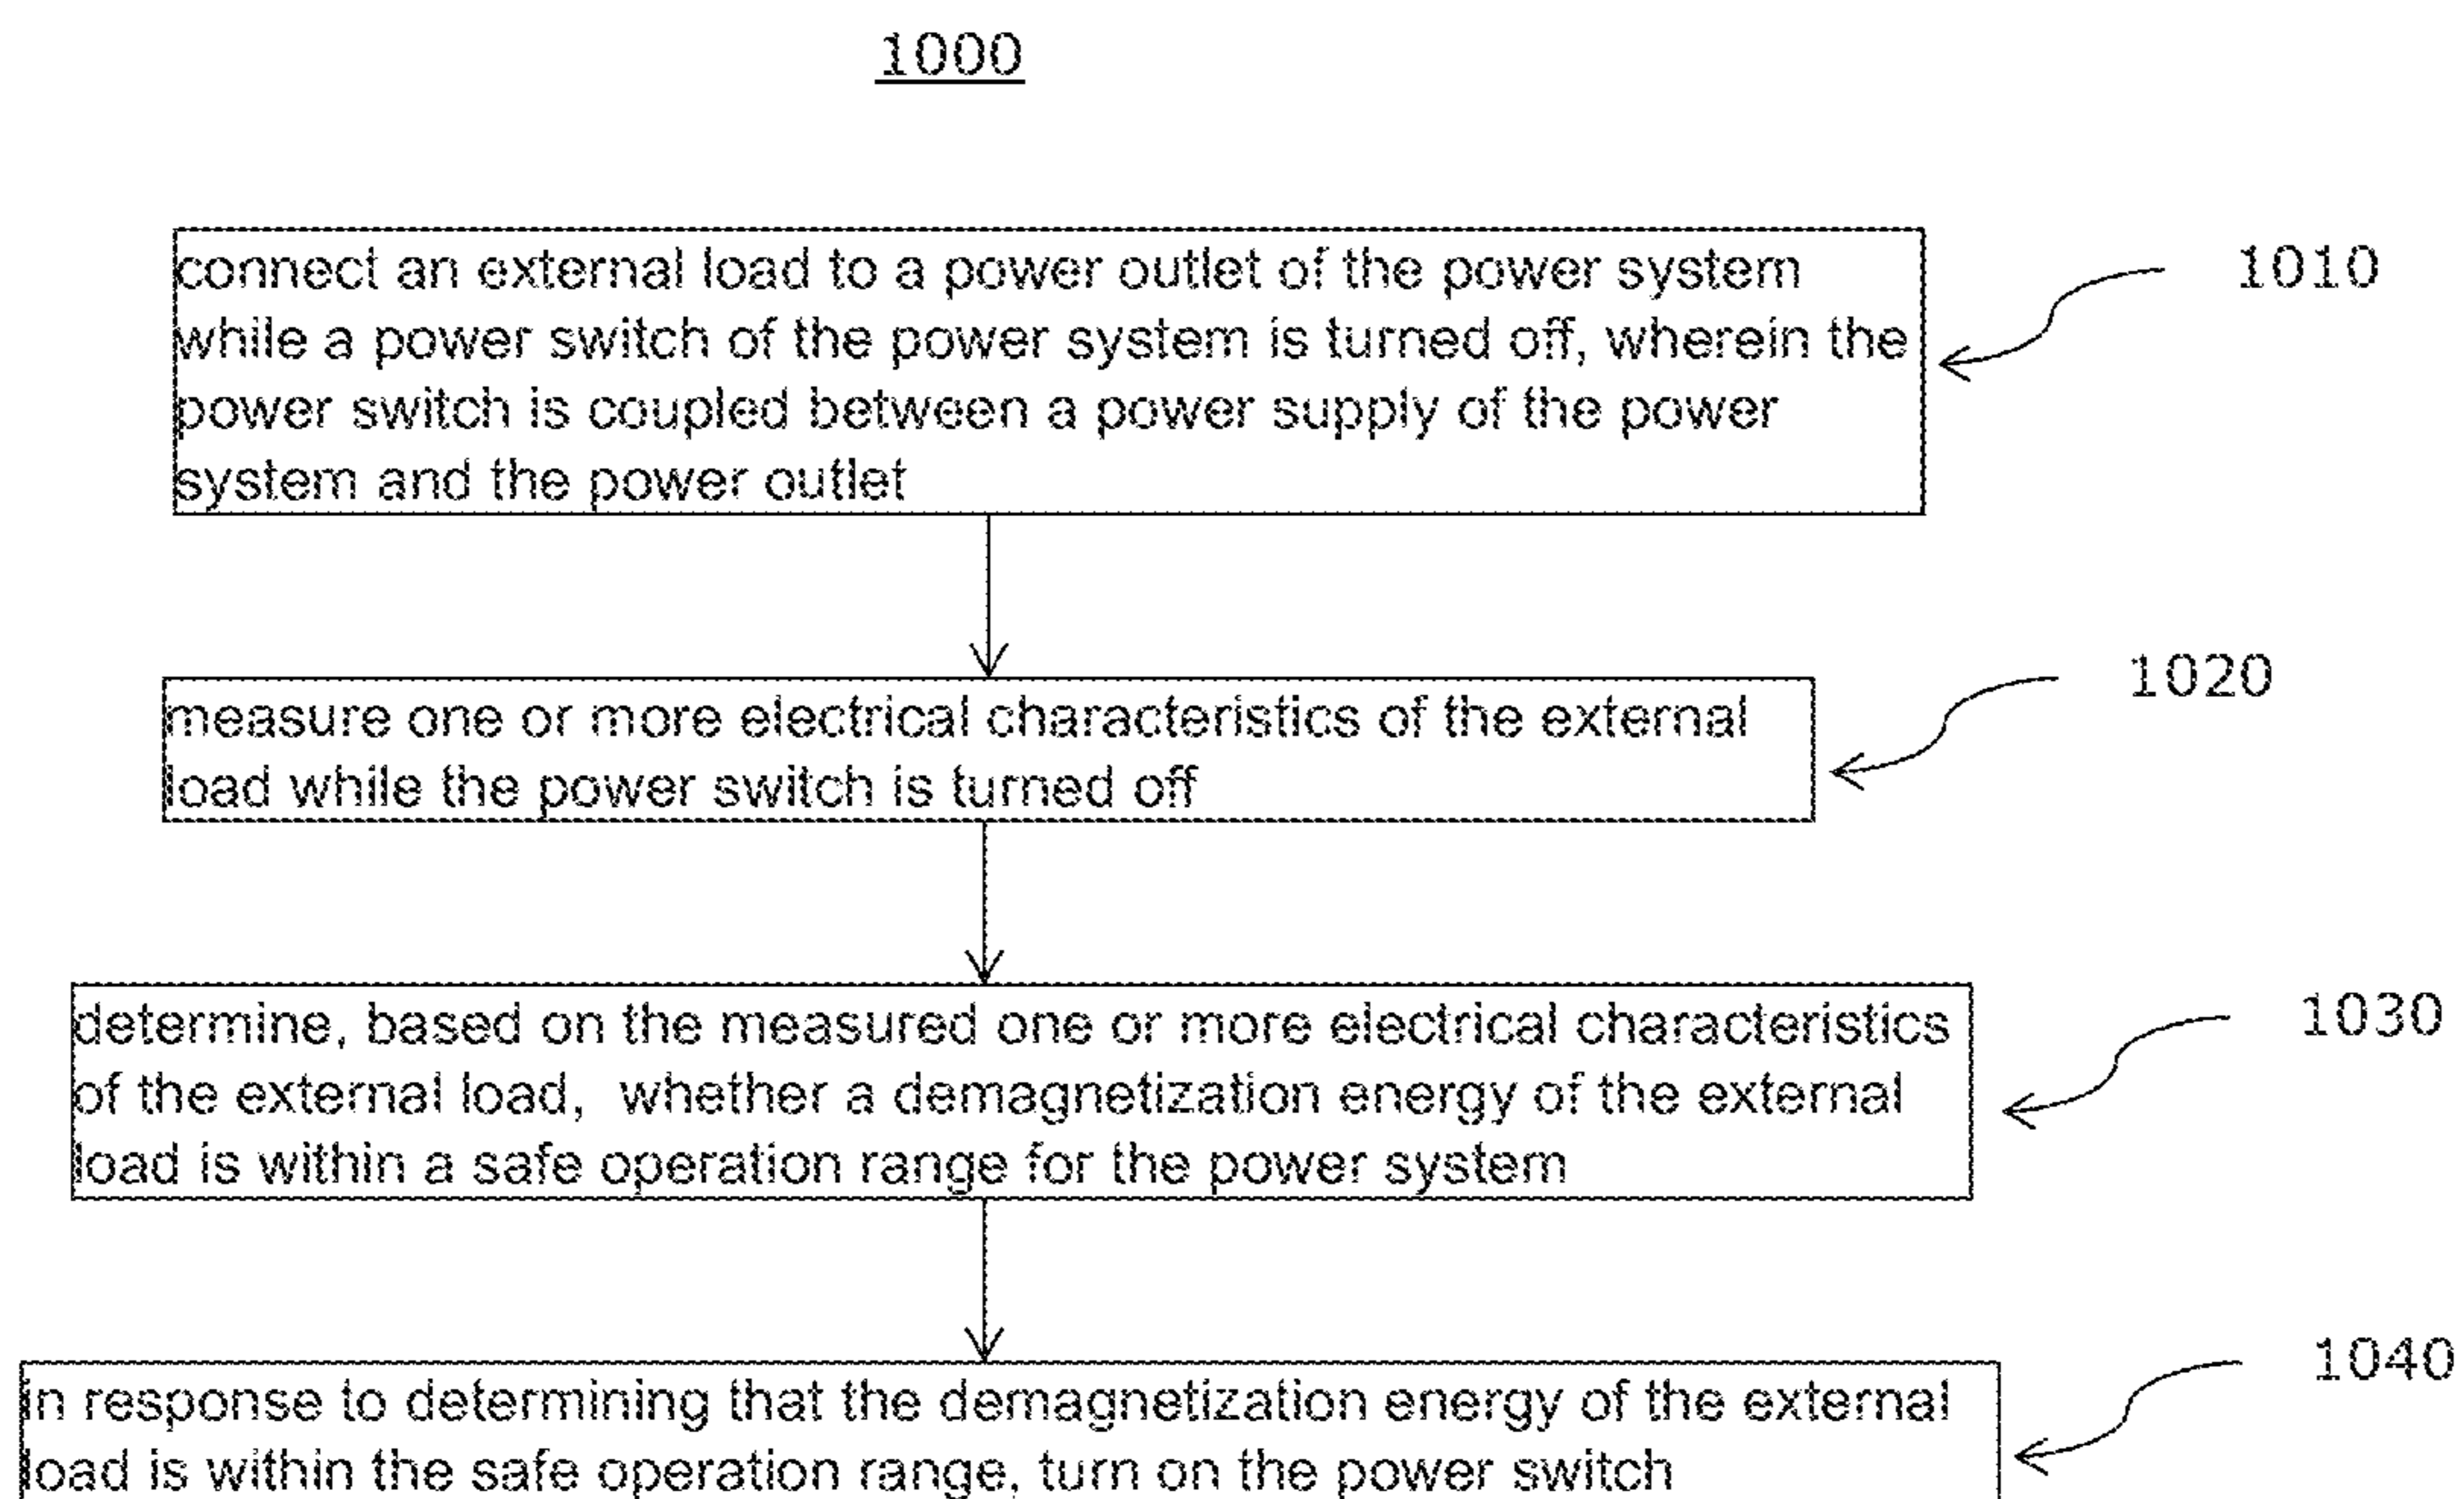 1000
connect an external load to a power outlet of the power system
while a power switch of the power system is turned off, wherein the
power switch is coupled between a power supply of the power
system and the power outlet
1010
measure one or more electrical characteristics of the external
load while the power switch is turned off
1020
determine, based on the measured one or more electrical characteristics
of the external load, whether a demagnetization energy of the external
load is within a safe operation range for the power system
1030
in response to determining that the demagnetization energy of the external
load is within the safe operation range, turn on the power switch
1040